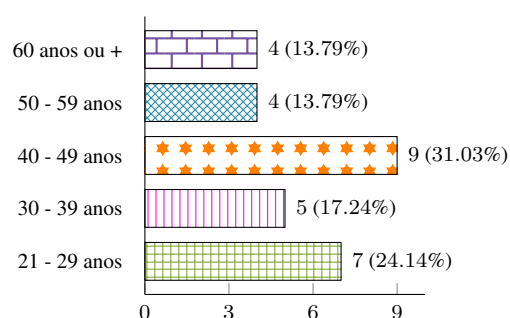 60 anos ou + 4 (13.79%)
50 - 59 anos 4 (13.79%)
40 - 49 anos 9 (31.03%)
30 - 39 anos 5 (17.24%)
21 - 29 anos 7 (24.14%)
0 3 6 9